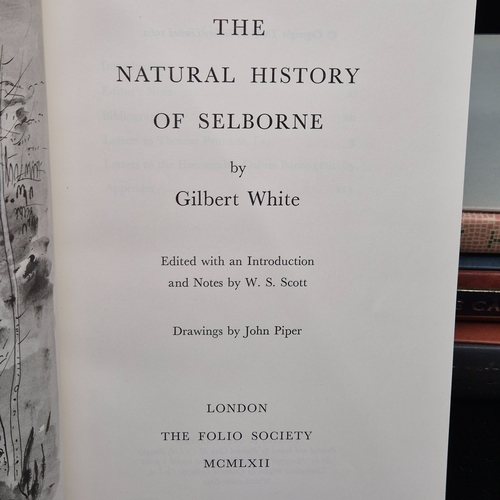 THE
NATURAL HISTORY
OF SELBORNE
by
Gilbert White
Edited with an Introduction
and Notes by W. S. Scott
Drawings by John Piper
LONDON
THE FOLIO SOCIETY
MCMLXII